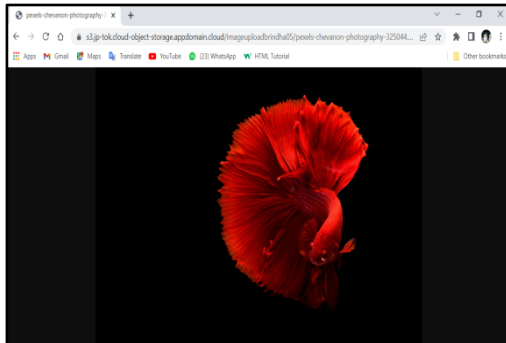 pexels-chevanon-photography-3
s3.jp-tok.cloud-object-storage.appdomain.cloud/imageuploadbrindha05/pexels-chevanon-photography-325044...
Apps Gmail Maps Translate YouTube (23) WhatsApp HTML Tutorial Other bookmarks